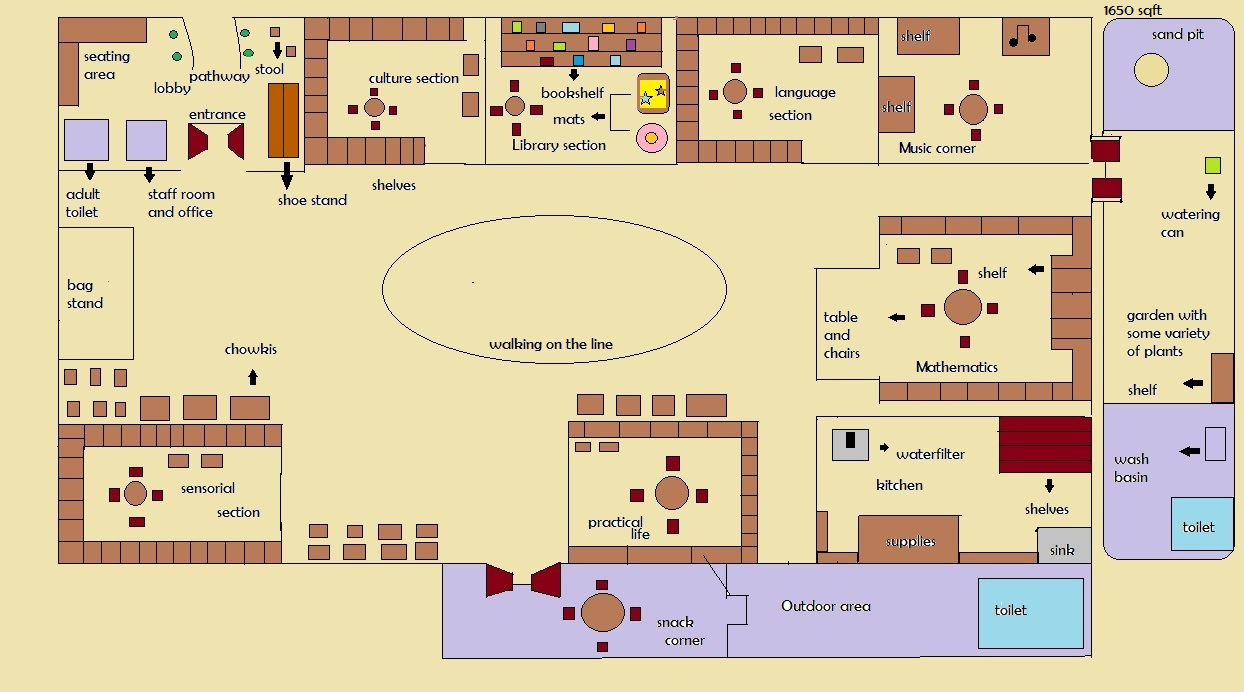 1650 sqft
seating
area
lobby
pathway
stool
entrance
adult
toilet
staff room
and office
shoe stand
culture section
shelves
bookshelf
mats
Library section
language
section
shelf
shelf
Music corner
sand pit
watering
can
garden with
some variety
of plants
shelf
wash
basin
toilet
bag
stand
chowkis
walking on the line
table
and
chairs
shelf
Mathematics
sensorial
section
practical
life
waterfilter
kitchen
shelves
supplies
sink
snack
corner
Outdoor area
toilet